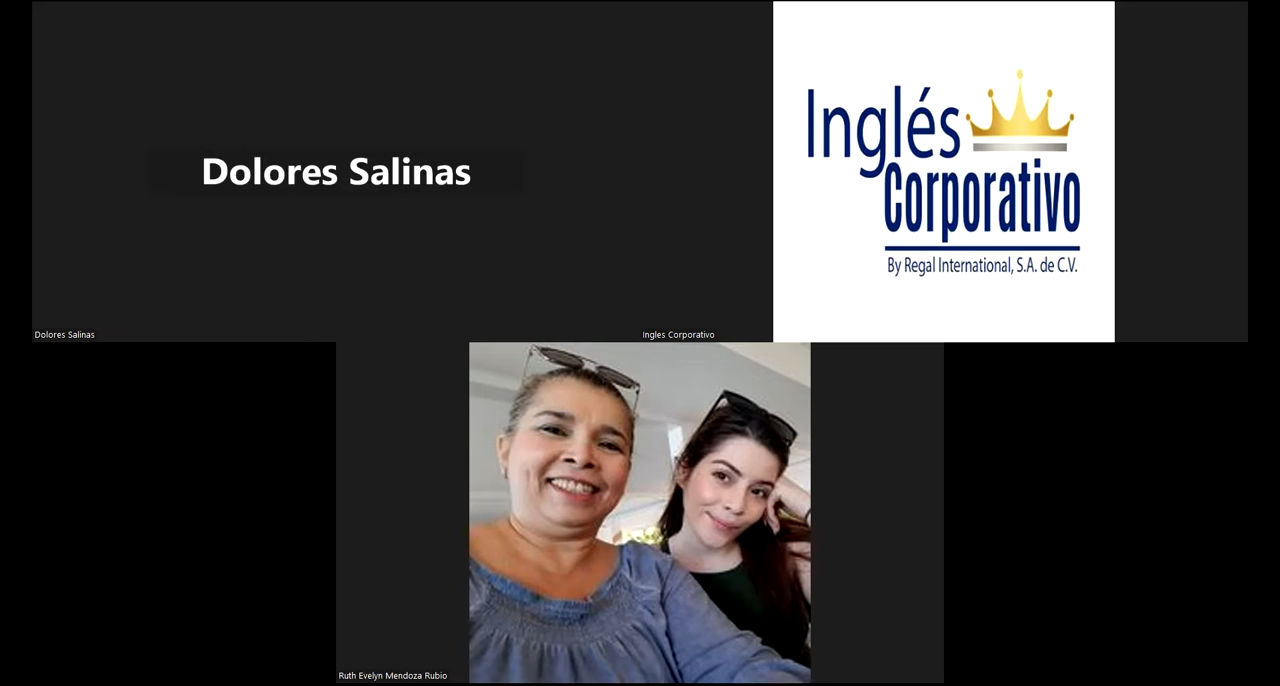 Dolores Salinas
Dolores Salinas
Inglés
Corporativo
By Regal International, S.A. de C.V.
Ingles Corporativo
Ruth Evelyn Mendoza Rubio